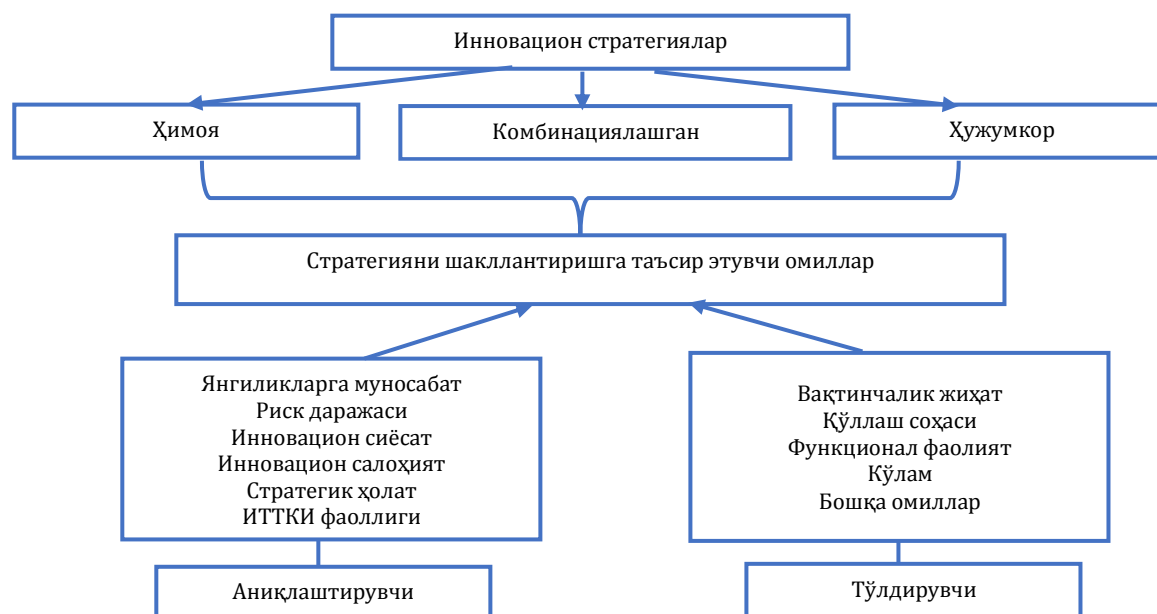 Инновацион стратегиялар
Ҳимоя
Комбинациялашган
Ҳужумкор
Стратегияни шакллантиришга таъсир этувчи омиллар
Янгиликларга муносабат
Риск даражаси
Инновацион сиёсат
Инновацион салоҳият
Стратегик ҳолат
ИТТКИ фаоллиги
Вақтинчалик жиҳат
Қўллаш соҳаси
Функционал фаолият
Кўлам
Бошқа омиллар
Аниқлаштирувчи
Тўлдирувчи